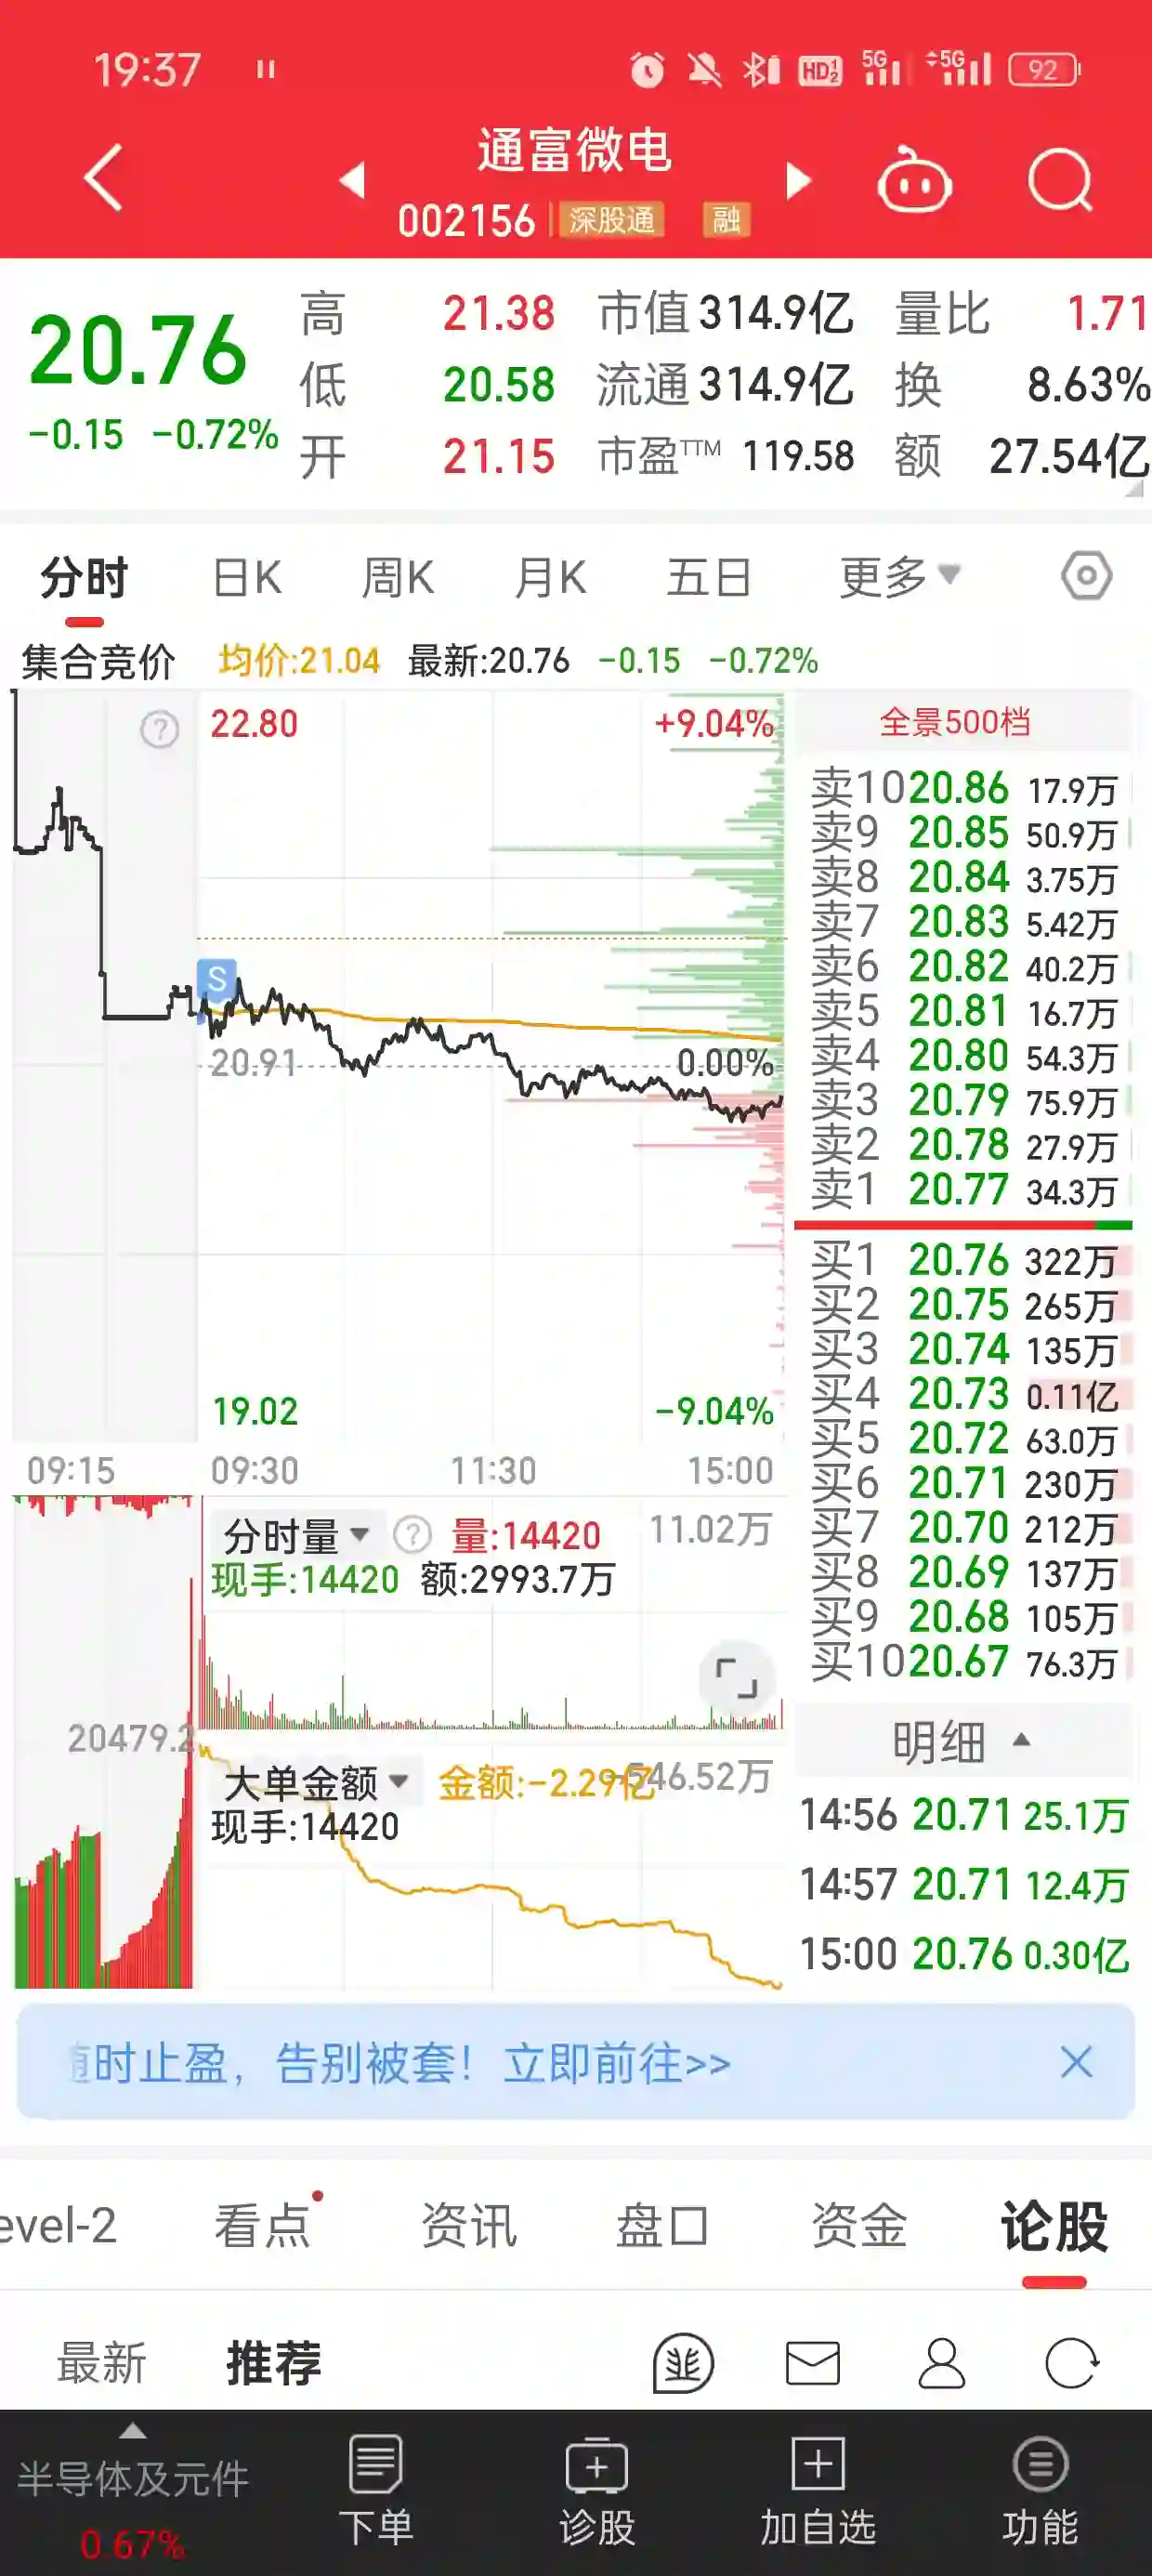 19:37
HD 1 2 5G 5G 92
通富微电
002156 深股通 融
20.76
-0.15 -0.72%
高 21.38 市值 314.9亿 量比 1.71
低 20.58 流通 314.9亿 换 8.63%
开 21.15 市盈TTM 119.58 额 27.54亿
分时 日K 周K 月K 五日 更多
集合竞价 均价:21.04 最新:20.76 -0.15 -0.72%
22.80 +9.04%
S
20.91 0.00%
19.02 -9.04%
09:15 09:30 11:30 15:00
全景500档
卖10 20.86 17.9万
卖9 20.85 50.9万
卖8 20.84 3.75万
卖7 20.83 5.42万
卖6 20.82 40.2万
卖5 20.81 16.7万
卖4 20.80 54.3万
卖3 20.79 75.9万
卖2 20.78 27.9万
卖1 20.77 34.3万
买1 20.76 322万
买2 20.75 265万
买3 20.74 135万
买4 20.73 0.11亿
买5 20.72 63.0万
买6 20.71 230万
买7 20.70 212万
买8 20.69 137万
买9 20.68 105万
买10 20.67 76.3万
分时量 ? 量:14420 11.02万
现手:14420 额:2993.7万
20479.2
大单金额 金额:-2.29亿 546.52万
现手:14420
明细
14:56 20.71 25.1万
14:57 20.71 12.4万
15:00 20.76 0.30亿
随时止盈，告别被套！立即前往>>
evel-2 看点 资讯 盘口 资金 论股
最新 推荐
半导体及元件
0.67%
下单 诊股 加自选 功能